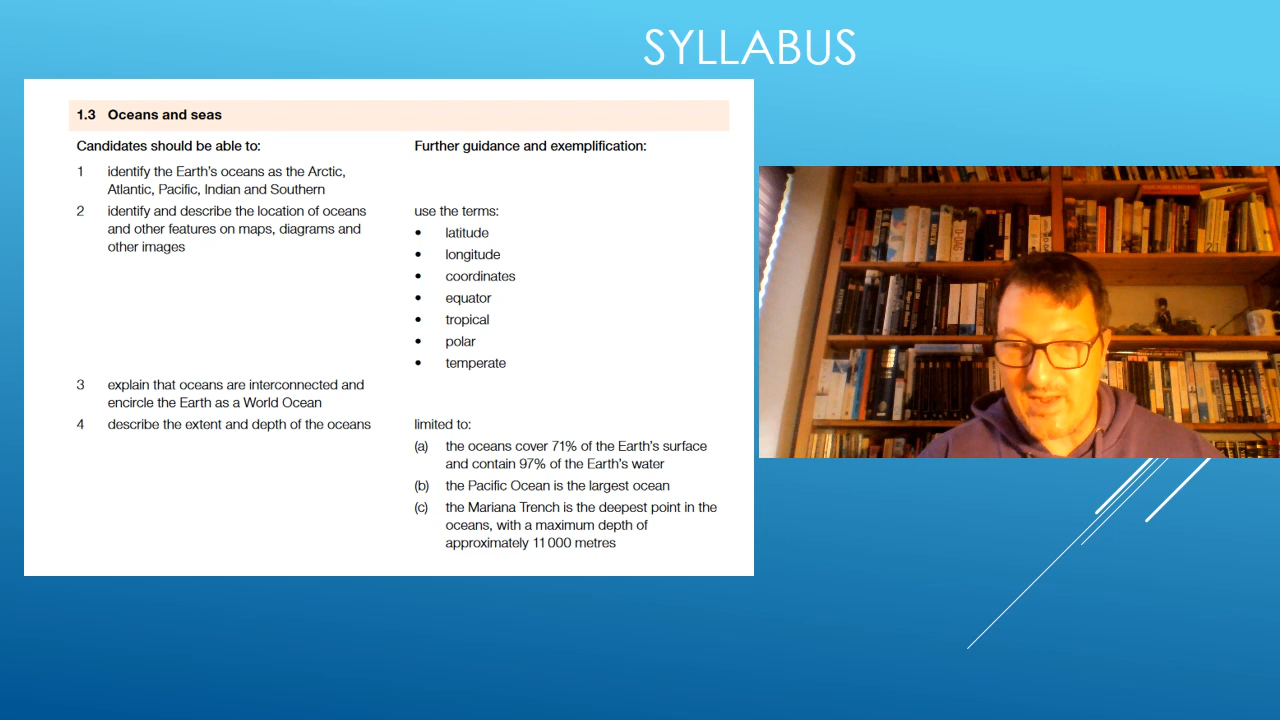 SYLLABUS
1.3 Oceans and seas
Candidates should be able to:
Further guidance and exemplification:
1 identify the Earth's oceans as the Arctic,
Atlantic, Pacific, Indian and Southern
2 identify and describe the location of oceans
and other features on maps, diagrams and
other images
use the terms:
• latitude
• longitude
• coordinates
• equator
• tropical
• polar
• temperate
3 explain that oceans are interconnected and
encircle the Earth as a World Ocean
4 describe the extent and depth of the oceans
limited to:
(a) the oceans cover 71% of the Earth's surface
and contain 97% of the Earth's water
(b) the Pacific Ocean is the largest ocean
(c) the Mariana Trench is the deepest point in the
oceans, with a maximum depth of
approximately 11 000 metres